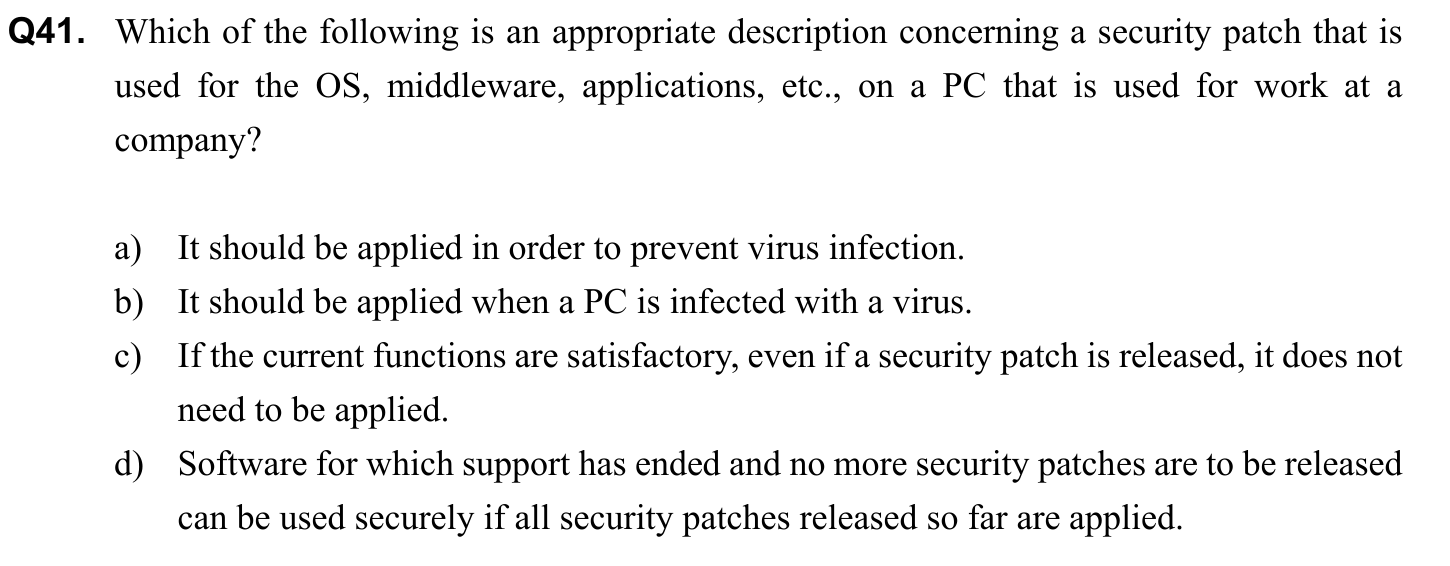 Q41. Which of the following is an appropriate description concerning a security patch that is
used for the OS, middleware, applications, etc., on a PC that is used for work at a
company?
a) It should be applied in order to prevent virus infection.
b) It should be applied when a PC is infected with a virus.
c) If the current functions are satisfactory, even if a security patch is released, it does not
need to be applied.
d) Software for which support has ended and no more security patches are to be released
can be used securely if all security patches released so far are applied.